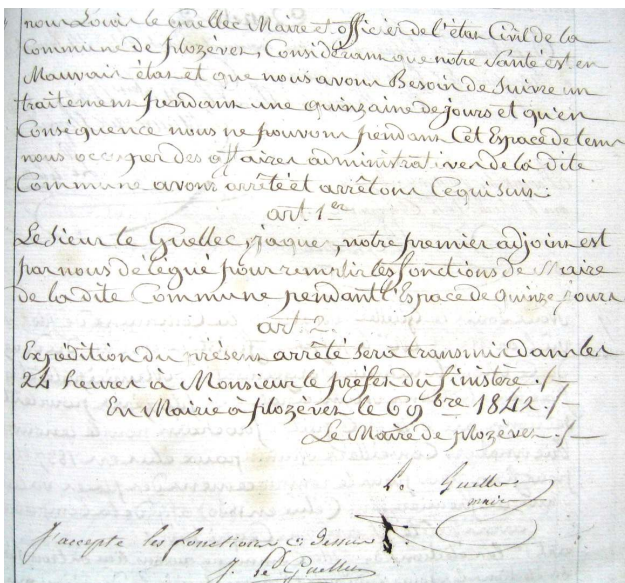 nous Louis le Guellec Maire et officier de l'état Civil de la
Commune de plozévet, Considérant que notre Santé est en
Mauvais état et que nous avons Besoin de Suivre un
traitement pendant une quinzaine de jours et qu'en
Conséquence nous ne pouvons pendant Cet Espace de tems
nous occuper des affaires administratives de la dite
Commune avons arrêté et arrêtons Ce qui Suit:
art. 1er
Le Sieur le Guellec, jaque, notre premier adjoint est
par nous délégué pour remplir les fonctions de Maire
de la dite Commune pendant l'Espace de quinze jours
art. 2.
Expédition du présent arrêté Sera transmis dans les
24 heures à Monsieur le préfet du finistère ./-
En Mairie à plozévet le 6 9bre 1842 ./-
Le Maire de plozévet ./-
L. Guellec
maire
J'accepte les fonctions ci dessus
J. Le Guellec